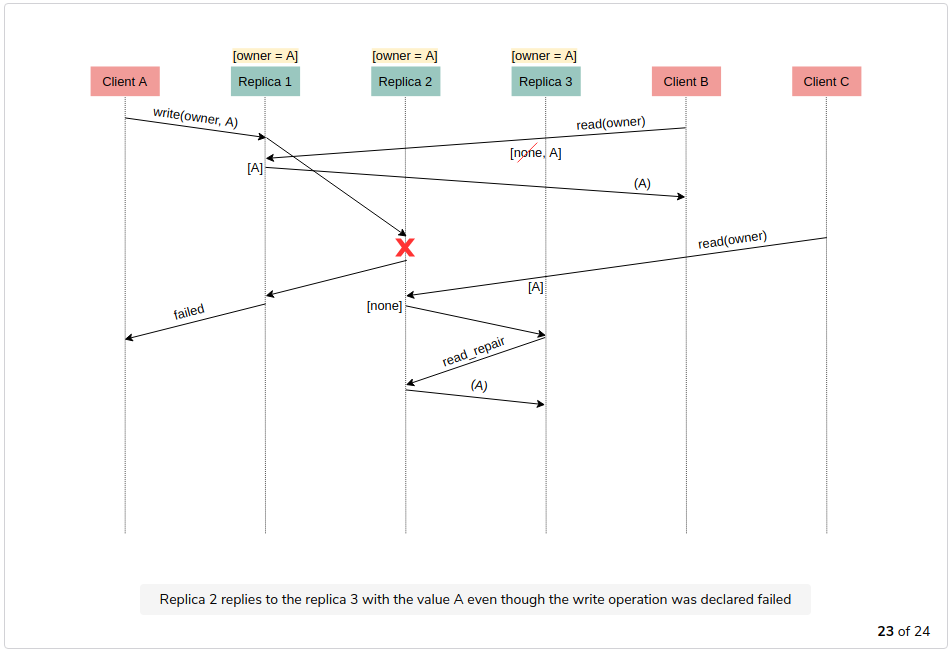 [owner = A] [owner = A] [owner = A]
Client A Replica 1 Replica 2 Replica 3 Client B Client C
write(owner, A)
read(owner)
[none, A]
[A]
(A)
read(owner)
[A]
[none]
failed
read_repair
(A)
Replica 2 replies to the replica 3 with the value A even though the write operation was declared failed
23 of 24